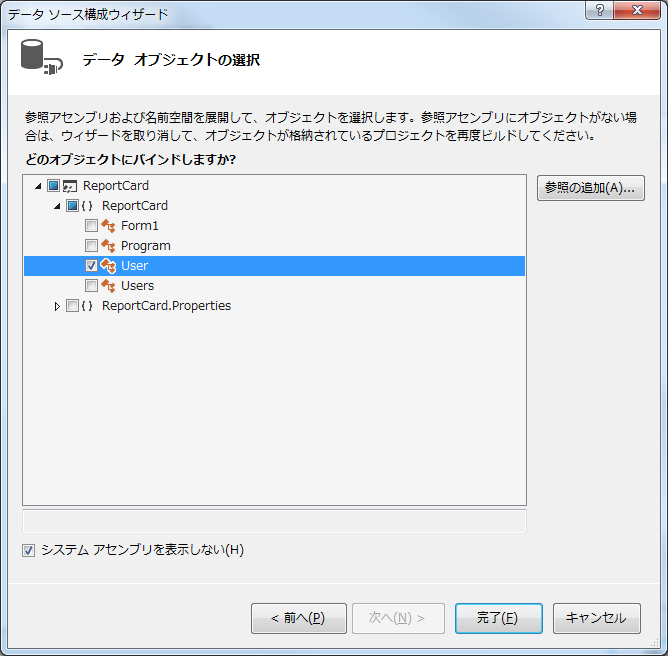 データ ソース構成ウィザード
データ オブジェクトの選択
参照アセンブリおよび名前空間を展開して、オブジェクトを選択します。参照アセンブリにオブジェクトがない場
合は、ウィザードを取り消して、オブジェクトが格納されているプロジェクトを再度ビルドしてください。
どのオブジェクトにバインドしますか?
ReportCard
参照の追加(A)...
{} ReportCard
Form1
Program
User
Users
{} ReportCard.Properties
システム アセンブリを表示しない(H)
< 前へ(P)
次へ(N) >
完了(F)
キャンセル